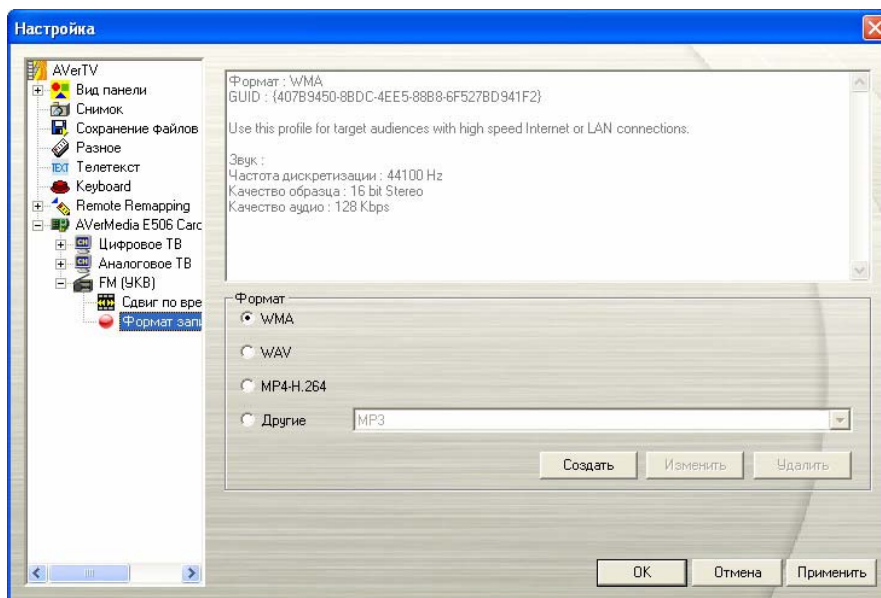 Настройка
AVerTV
Вид панели
Снимок
Сохранение файлов
Разное
TEXT Телетекст
Keyboard
Remote Remapping
AVerMedia E506 Card
CH Цифровое ТВ
CH Аналоговое ТВ
FM (УКВ)
Сдвиг по вре
Формат запи
Формат : WMA
GUID : {407B9450-8BDC-4EE5-88B8-6F527BD941F2}
Use this profile for target audiences with high speed Internet or LAN connections.
Звук :
Частота дискретизации : 44100 Hz
Качество образца : 16 bit Stereo
Качество аудио : 128 Kbps
Формат
WMA
WAV
MP4-H.264
Другие MP3
Создать Изменить Удалить
OK Отмена Применить